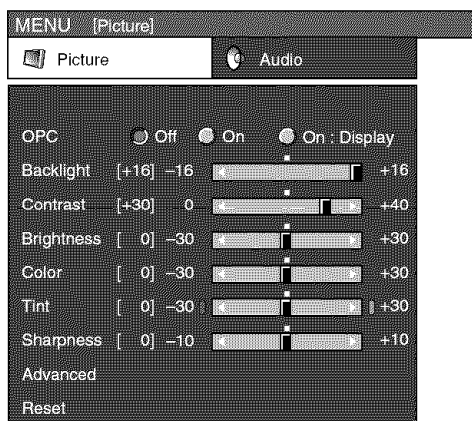 MENU [Picture]
Picture Audio
OPC Off On On : Display
Backlight [+16] −16 +16
Contrast [+30] 0 +40
Brightness [ 0] −30 +30
Color [ 0] −30 +30
Tint [ 0] −30 +30
Sharpness [ 0] −10 +10
Advanced
Reset